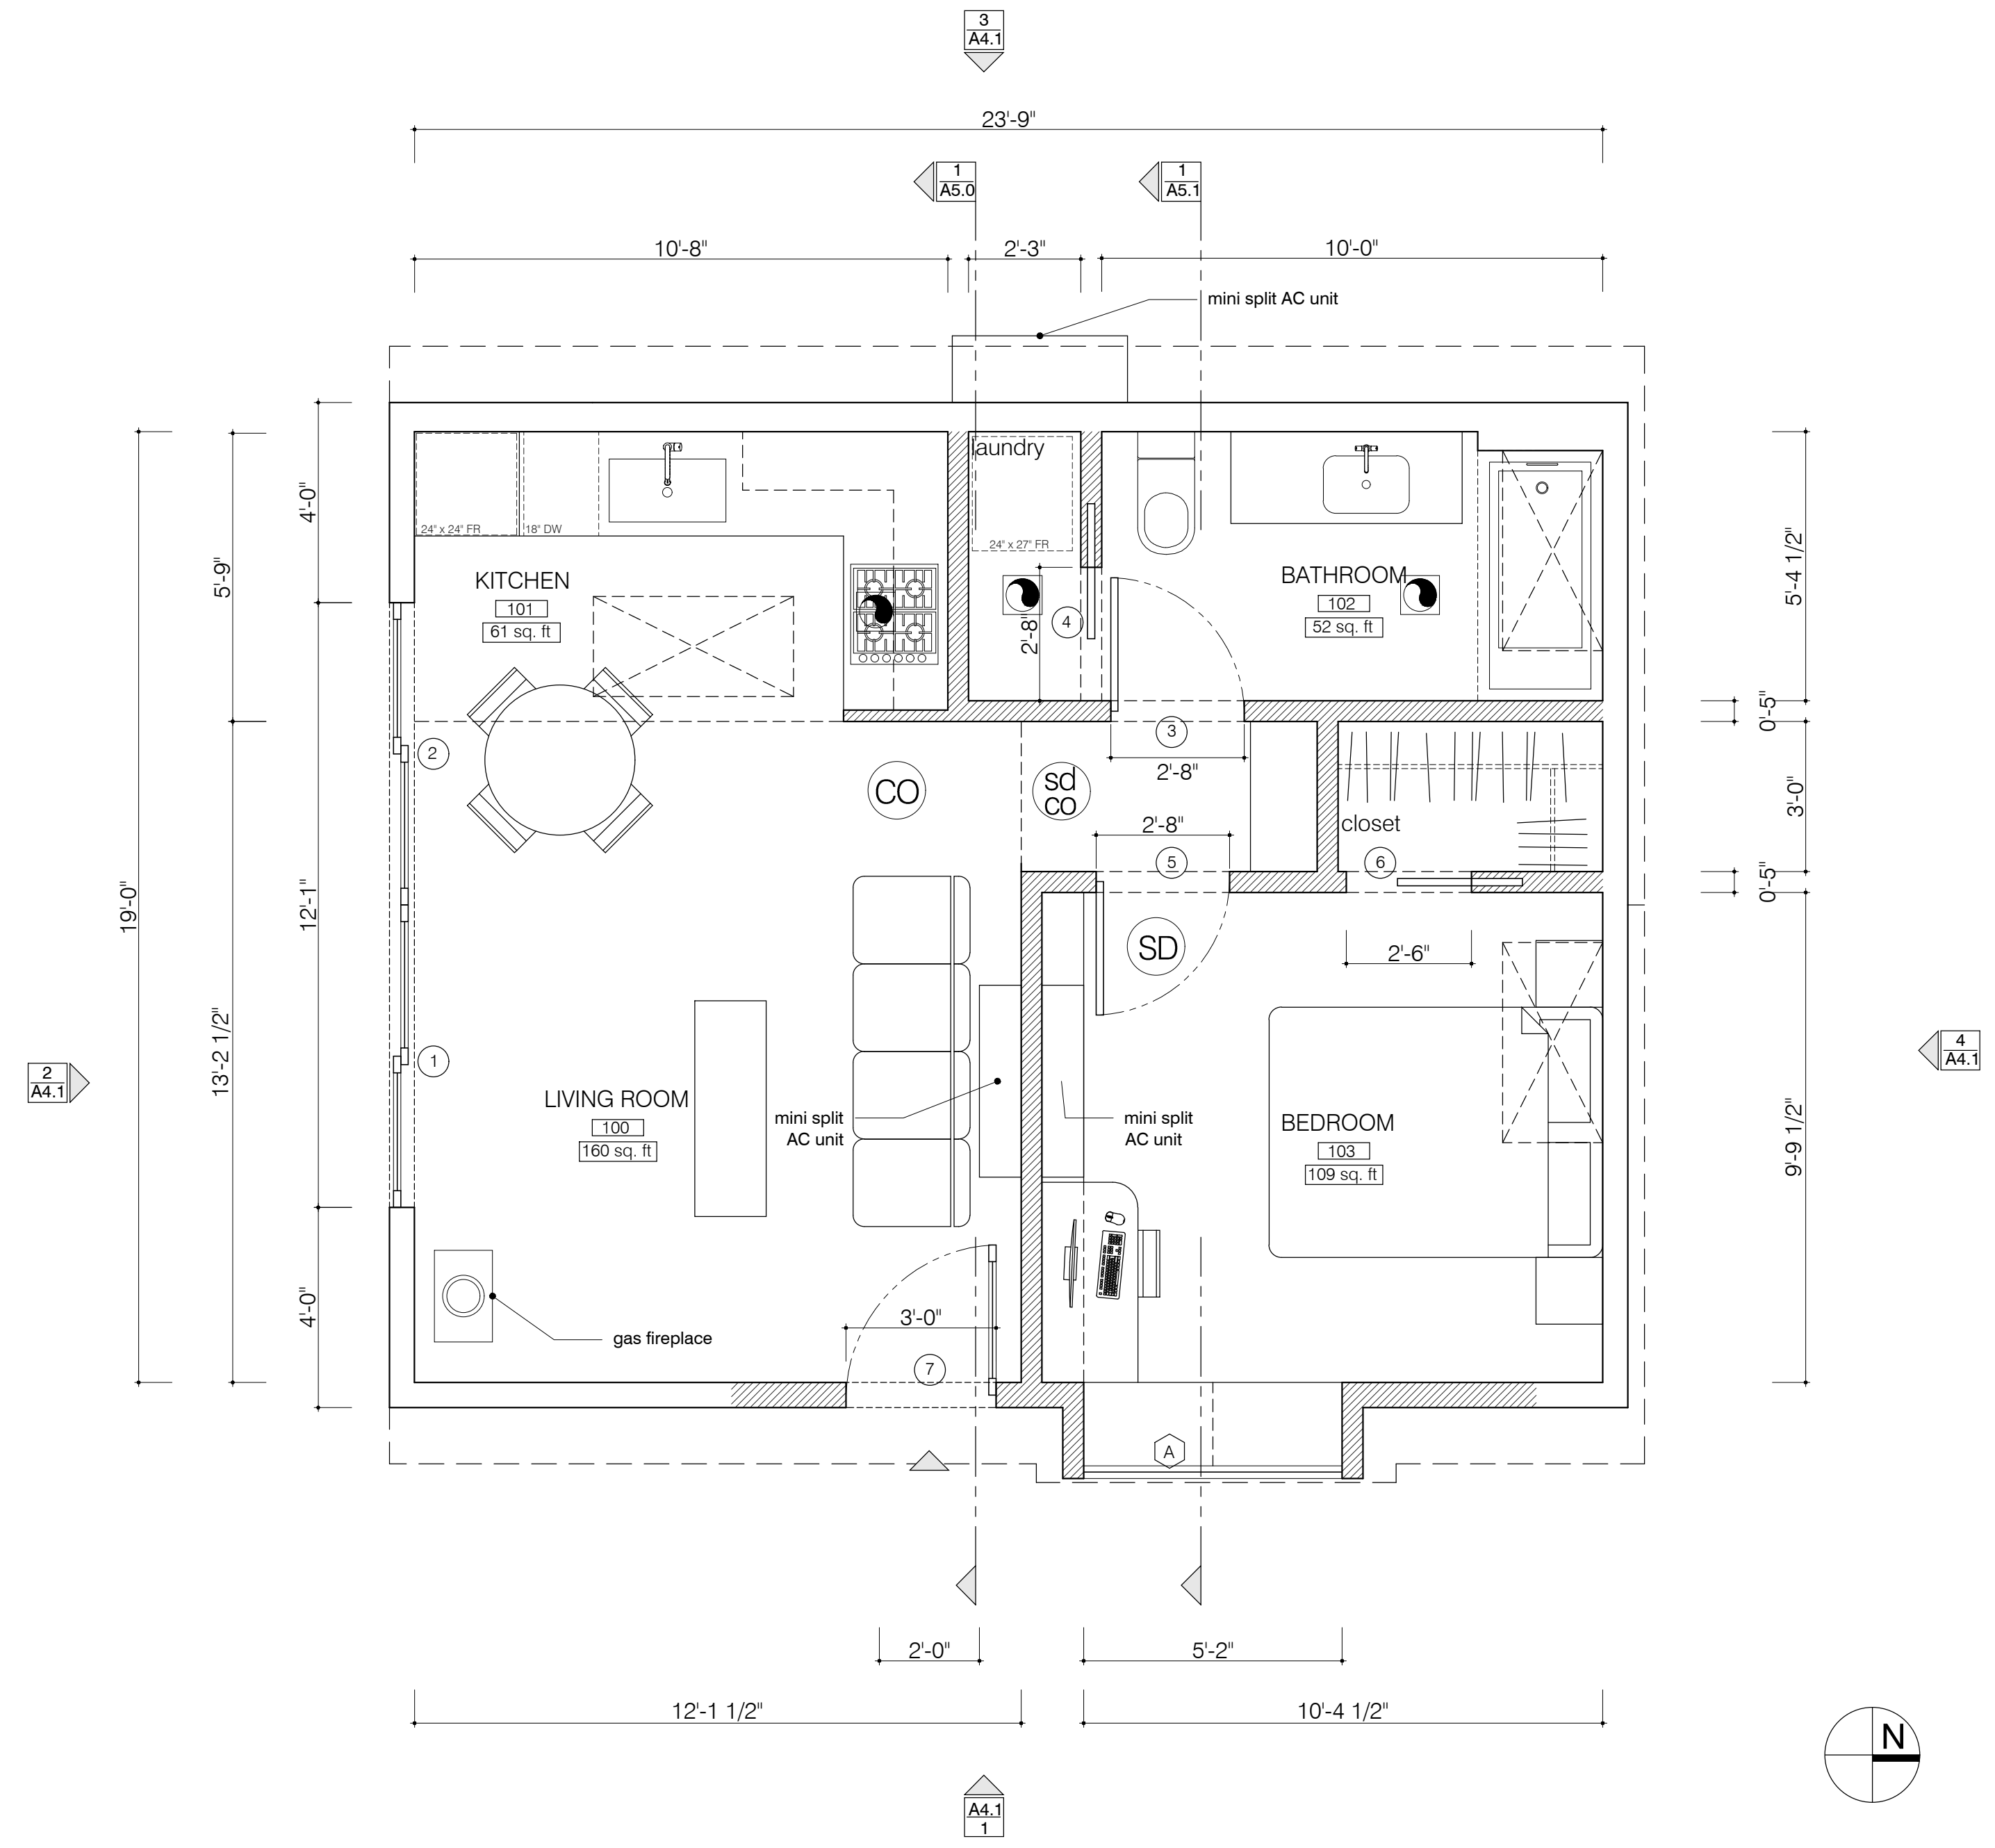 3
A4.1
23'-9"
1
A5.0
1
A5.1
10'-8"
2'-3"
10'-0"
mini split AC unit
laundry
24" x 24" FR
18" DW
24" x 27" FR
4'-0"
5'-9"
5'-4 1/2"
KITCHEN
101
61 sq. ft
BATHROOM
102
52 sq. ft
4
2'-8"
0'-5"
3
2'-8"
2
CO
sd
CO
3'-0"
closet
2'-8"
5
6
0'-5"
19'-0"
12'-1"
SD
2'-6"
13'-2 1/2"
1
2
A4.1
4
A4.1
LIVING ROOM
100
160 sq. ft
mini split
AC unit
mini split
AC unit
BEDROOM
103
109 sq. ft
9'-9 1/2"
4'-0"
3'-0"
gas fireplace
7
A
2'-0"
5'-2"
12'-1 1/2"
10'-4 1/2"
N
A4.1
1